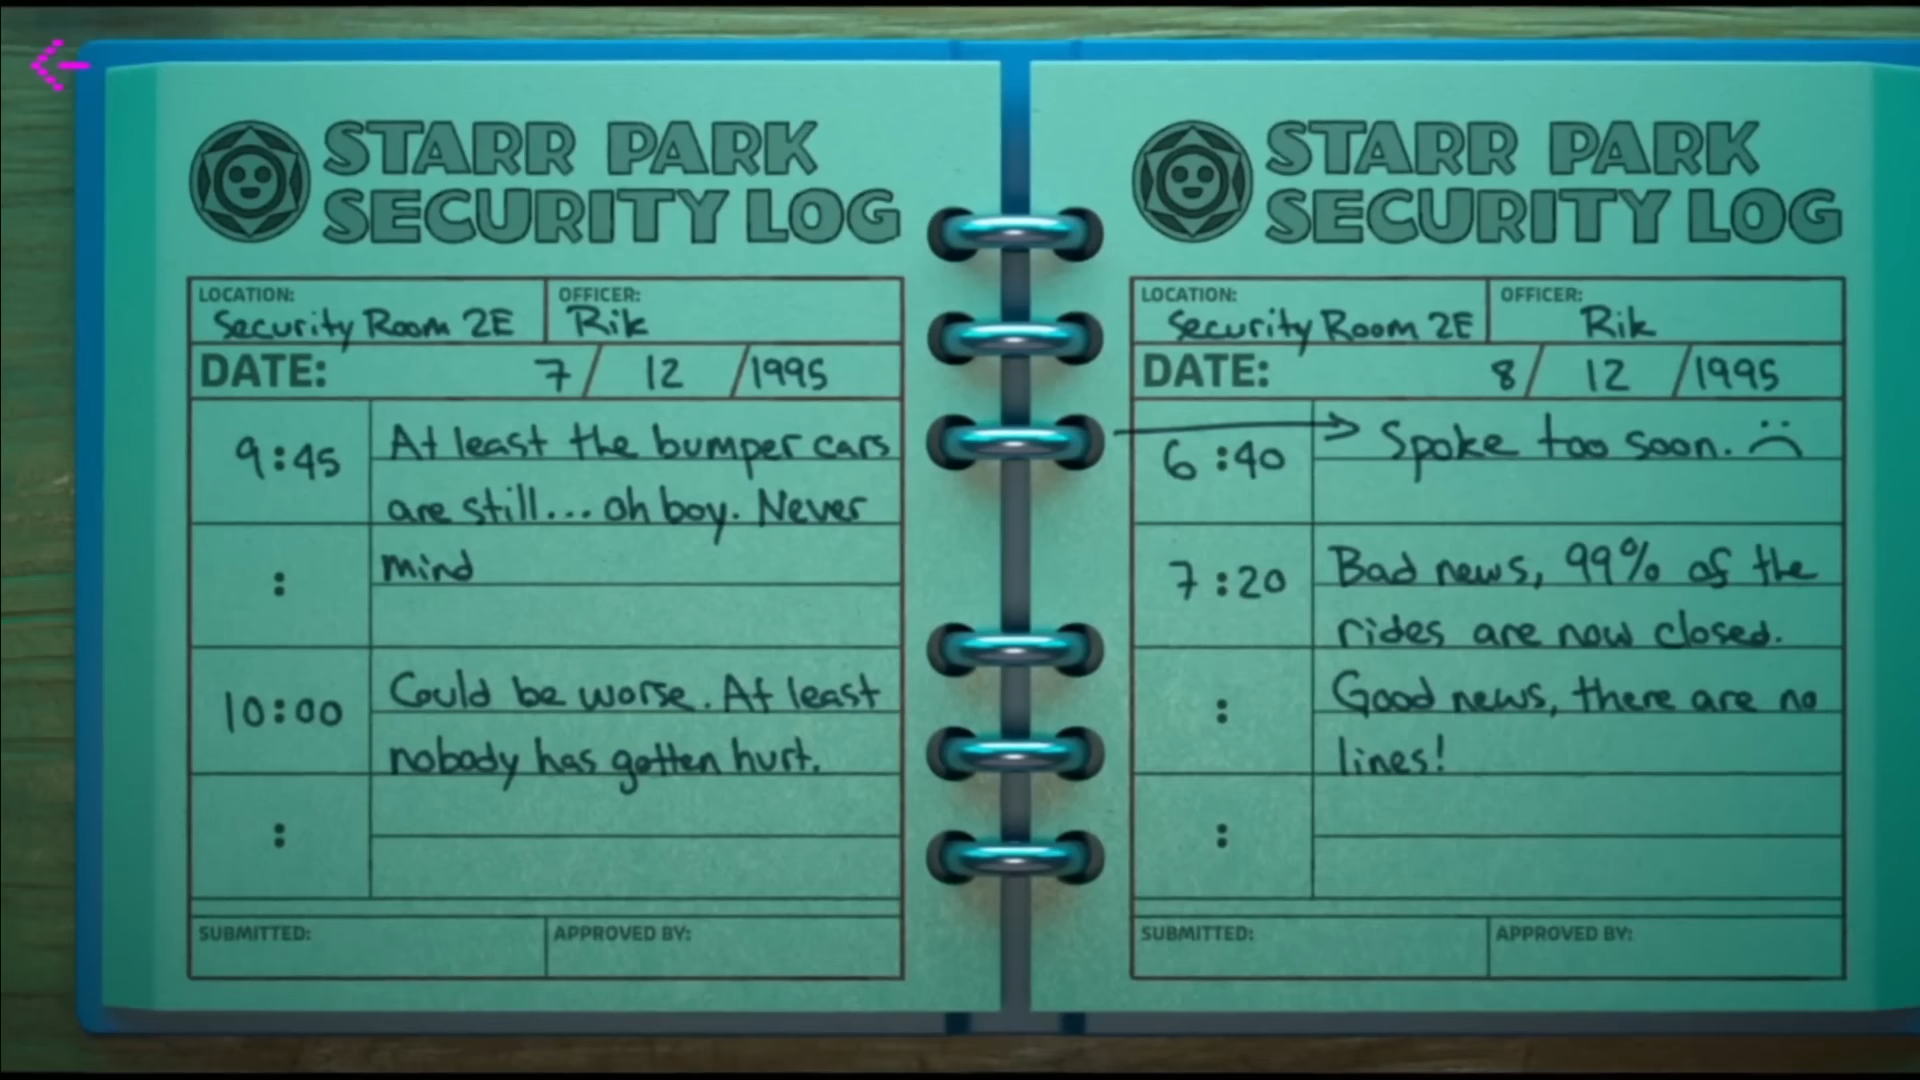 STARR PARK
SECURITY LOG
LOCATION:
Security Room 2E
OFFICER:
Rik
DATE: 7/ 12 /1995
9:45 At least the bumper cars
are still... oh boy. Never
: mind
10:00 Could be worse. At least
nobody has gotten hurt.
:
SUBMITTED:
APPROVED BY:
STARR PARK
SECURITY LOG
LOCATION:
Security Room 2E
OFFICER:
Rik
DATE: 8/ 12 /1995
6:40 → Spoke too soon. :(
7:20 Bad news, 99% of the
rides are now closed.
: Good news, there are no
lines!
:
SUBMITTED:
APPROVED BY: